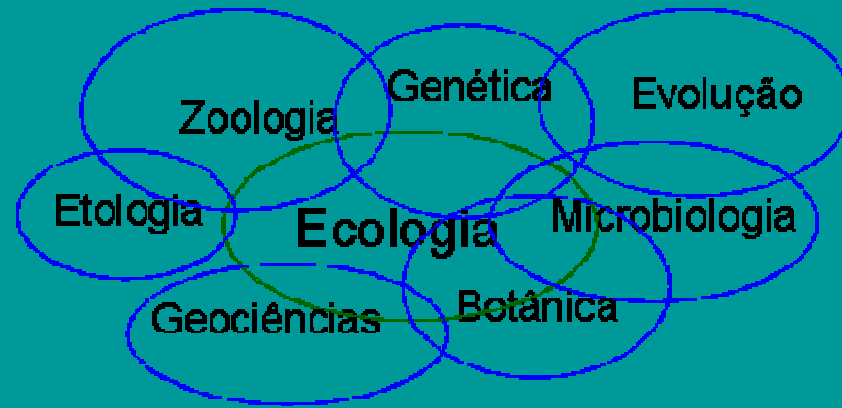 Genética
Evolução
Zoologia
Etologia
Ecologia
Microbiologia
Geociências
Botânica